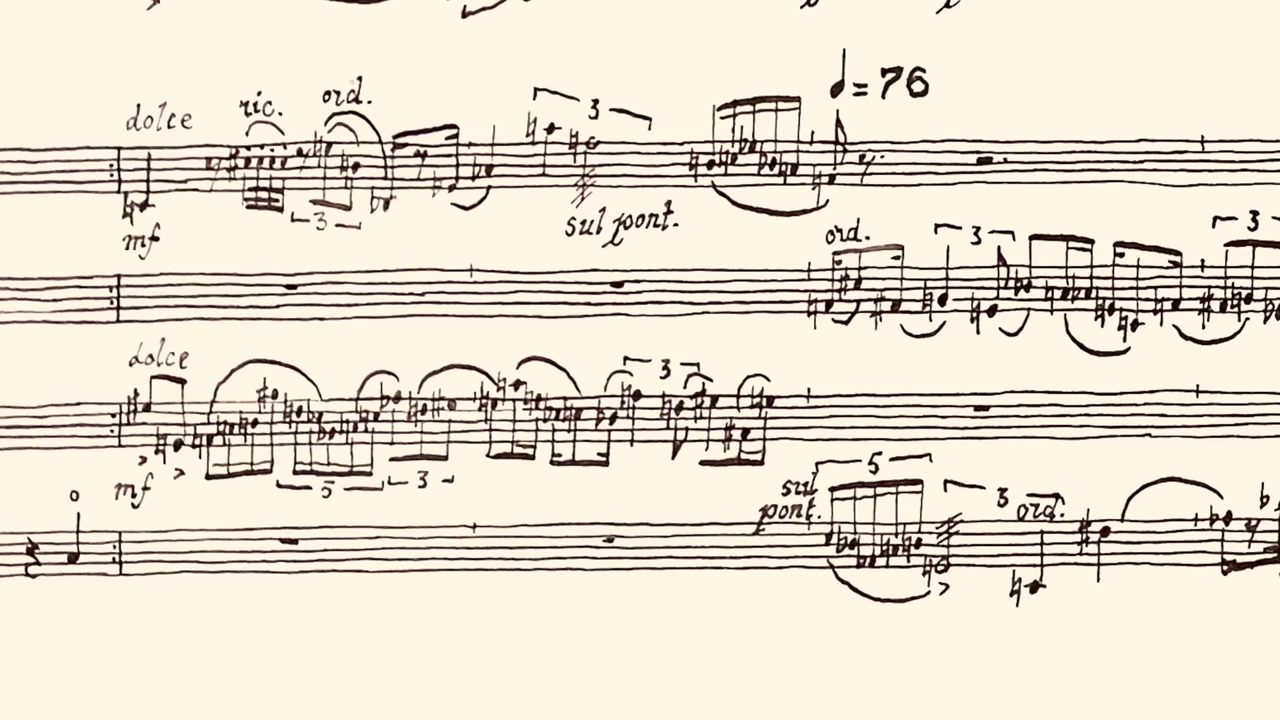 ♩= 76
dolce ric. ord. 3
3
mf sul pont.
ord. 3 3
dolce 3
mf 5 3
sul pont. 5 3 ord.